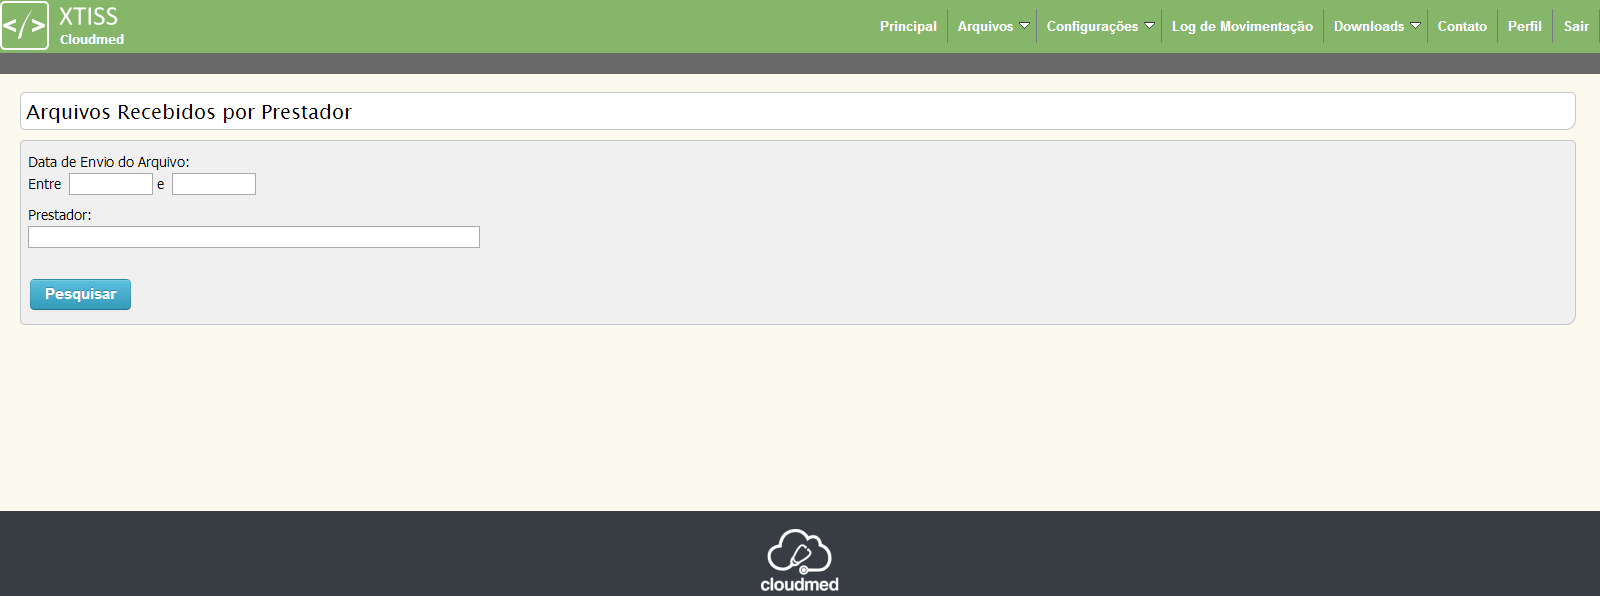 </> XTISS
Cloudmed
Principal Arquivos Configurações Log de Movimentação Downloads Contato Perfil Sair
Arquivos Recebidos por Prestador
Data de Envio do Arquivo:
Entre e
Prestador:
Pesquisar
cloudmed